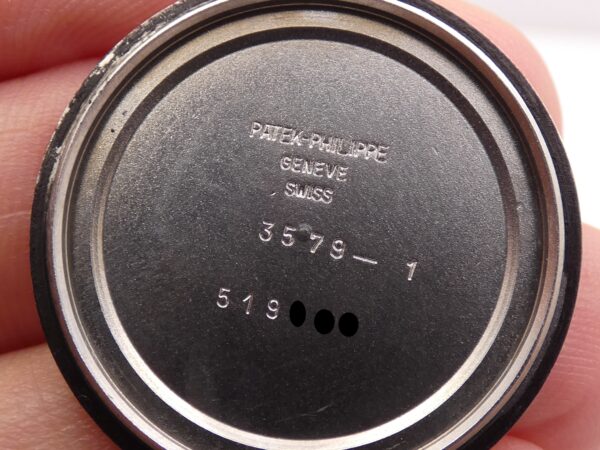 PATEK-PHILIPPE
GENEVE
SWISS
3579— 1
519